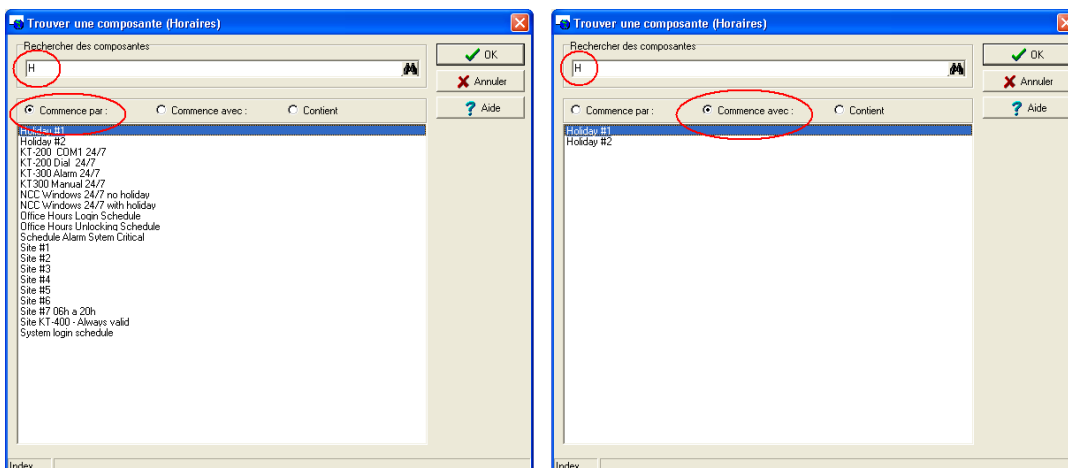 Trouver une composante (Horaires)
Rechercher des composantes
H
OK
Annuler
Aide
Commence par : Commence avec : Contient
Holiday #1
Holiday #2
KT-200 COM1 24/7
KT-200 Dial 24/7
KT-300 Alarm 24/7
KT300 Manual 24/7
NCC Windows 24/7 no holiday
NCC Windows 24/7 with holiday
Office Hours Login Schedule
Office Hours Unlocking Schedule
Schedule Alarm Sytem Critical
Site #1
Site #2
Site #3
Site #4
Site #5
Site #6
Site #7 06h a 20h
Site KT-400 - Always valid
System login schedule
Index
Trouver une composante (Horaires)
Rechercher des composantes
H
OK
Annuler
Aide
Commence par : Commence avec : Contient
Holiday #1
Holiday #2
Index